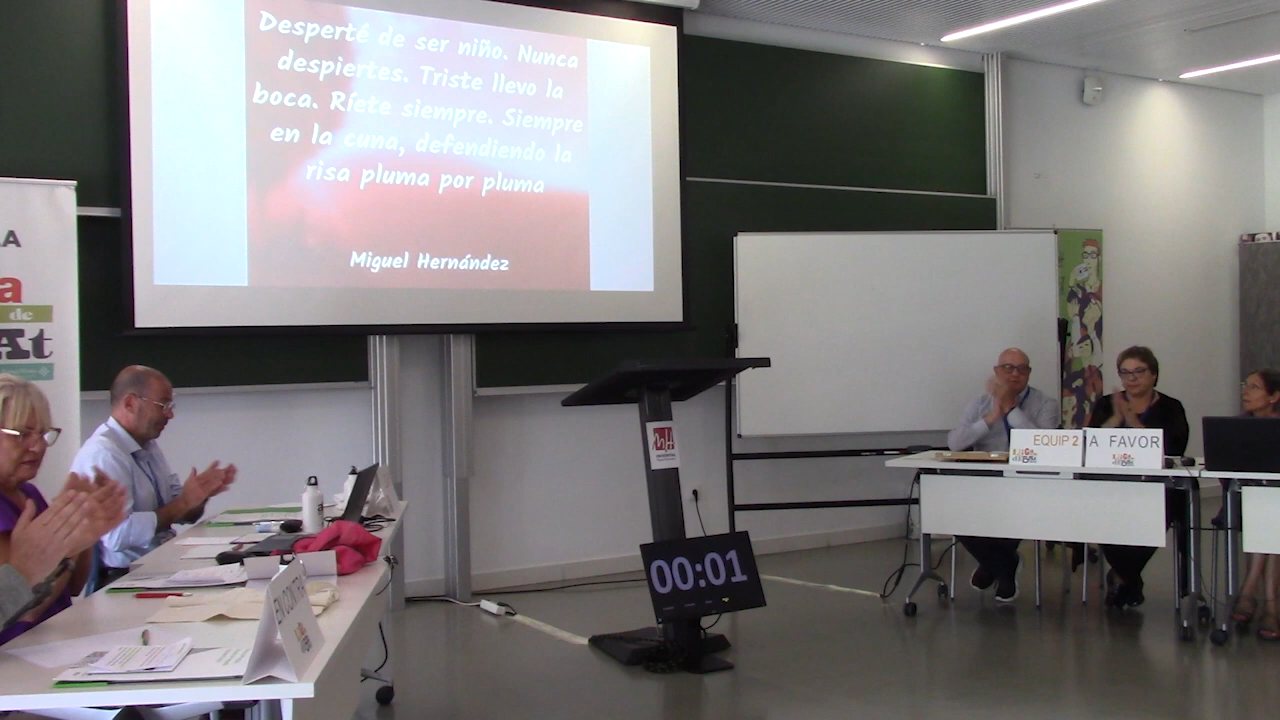 Desperté de ser niño. Nunca
despiertes. Triste llevo la
boca. Ríete siempre. Siempre
en la cuna, defendiendo la
risa pluma por pluma
Miguel Hernández
de
At
EQUIP 2
A FAVOR
00:01
EN CONTRA